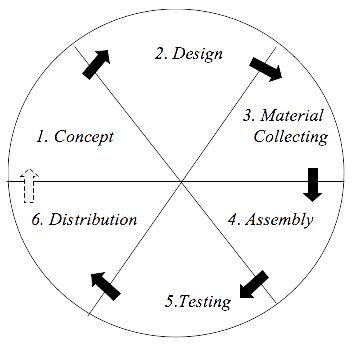 1. Concept
2. Design
3. Material
Collecting
4. Assembly
5.Testing
6. Distribution